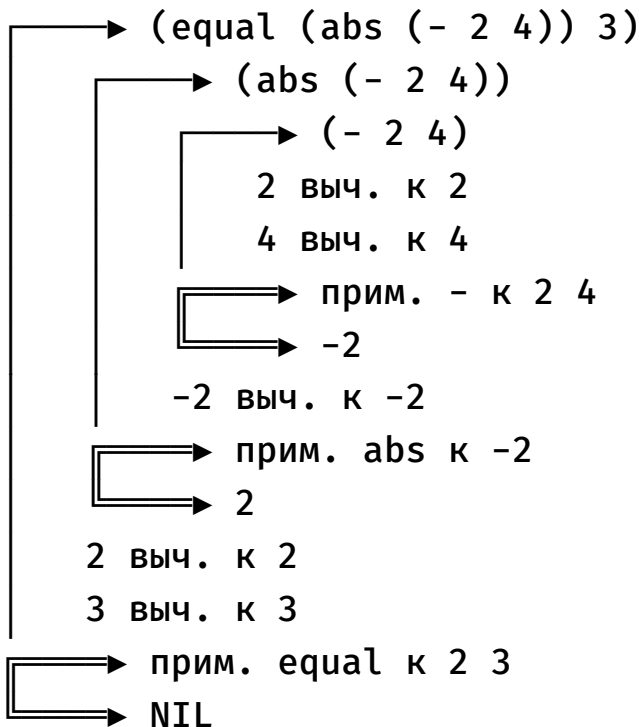 (equal (abs (- 2 4)) 3)
(abs (- 2 4))
(- 2 4)
2 выч. к 2
4 выч. к 4
прим. - к 2 4
-2
-2 выч. к -2
прим. abs к -2
2
2 выч. к 2
3 выч. к 3
прим. equal к 2 3
NIL